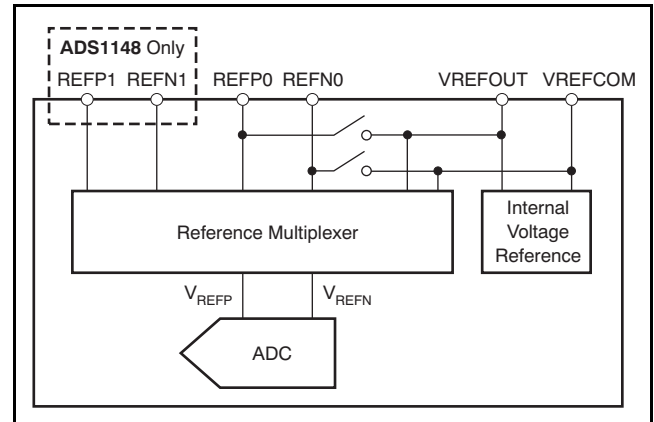 ADS1148 Only
REFP1 REFN1 REFP0 REFN0 VREFOUT VREFCOM
Reference Multiplexer
Internal
Voltage
Reference
VREFP VREFN
ADC